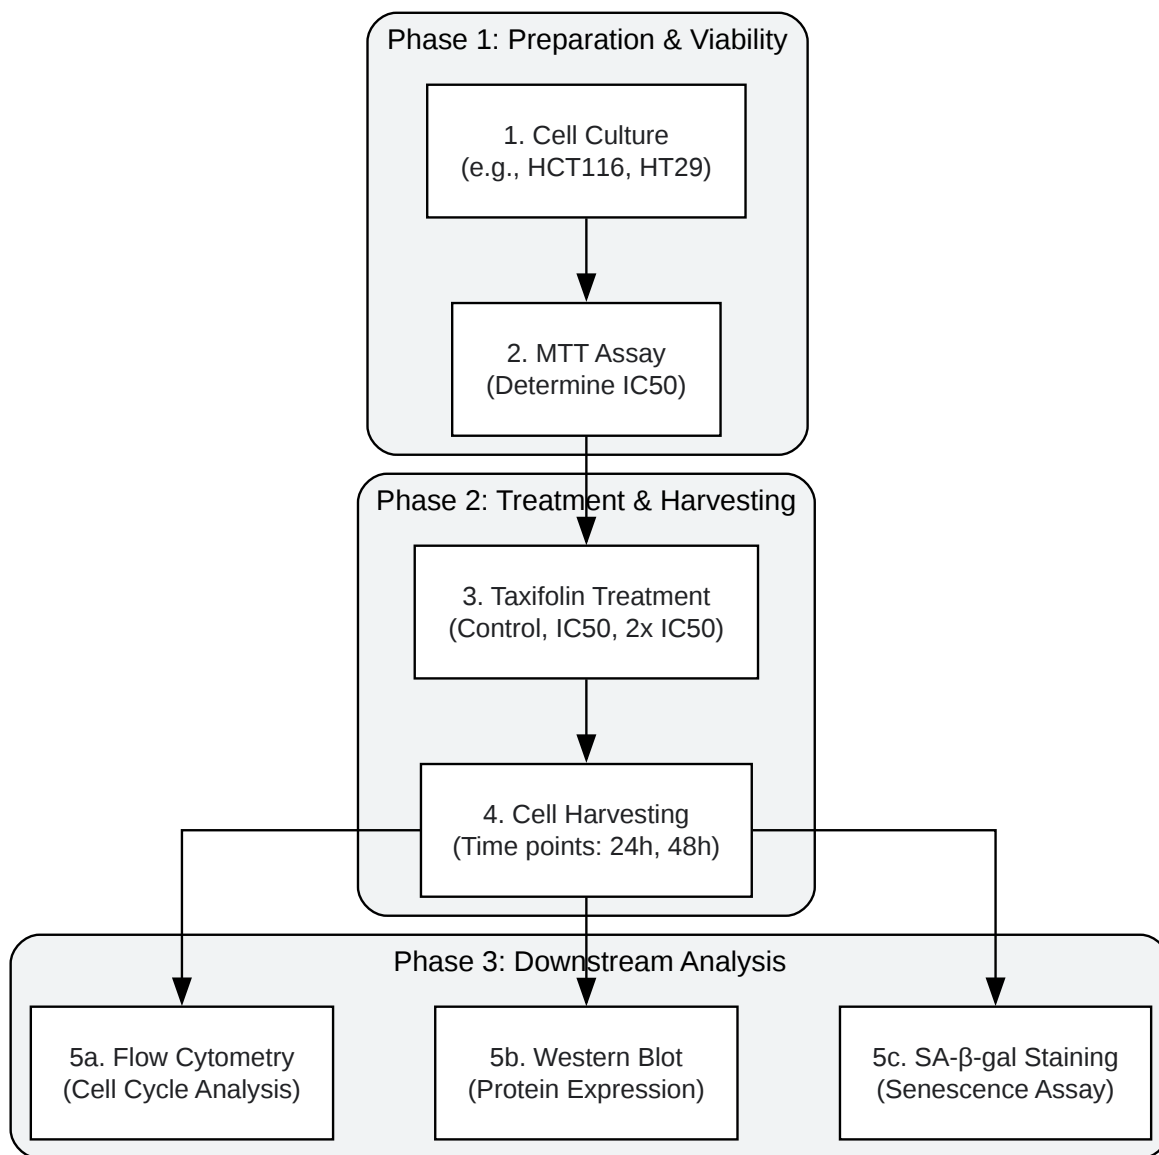 Phase 1: Preparation & Viability
1. Cell Culture
(e.g., HCT116, HT29)
2. MTT Assay
(Determine IC50)
Phase 2: Treatment & Harvesting
3. Taxifolin Treatment
(Control, IC50, 2x IC50)
4. Cell Harvesting
(Time points: 24h, 48h)
Phase 3: Downstream Analysis
5a. Flow Cytometry
(Cell Cycle Analysis)
5b. Western Blot
(Protein Expression)
5c. SA-β-gal Staining
(Senescence Assay)